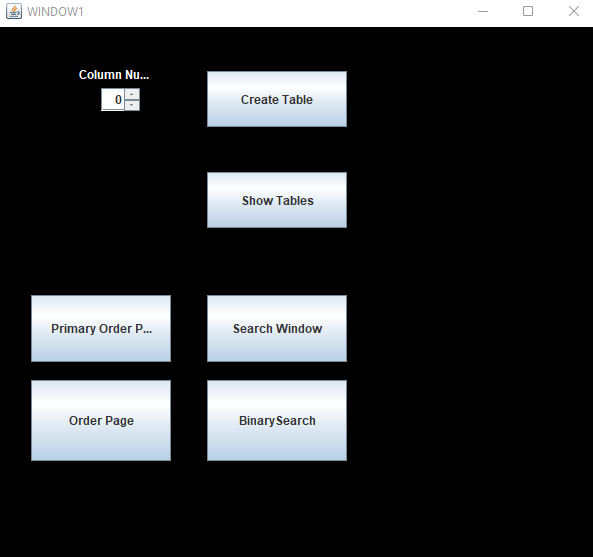 WINDOW1
Column Nu...
0
Create Table
Show Tables
Primary Order P...
Search Window
Order Page
BinarySearch